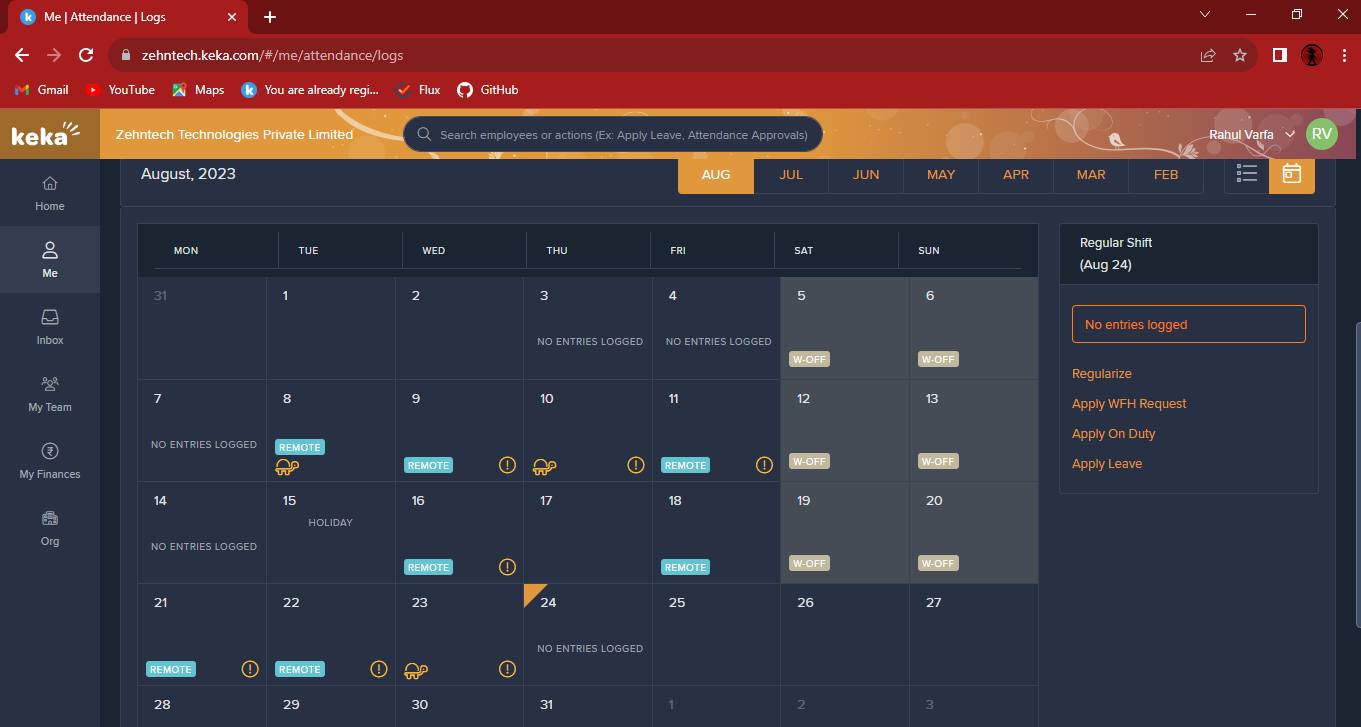 Me | Attendance | Logs
zehntech.keka.com/#/me/attendance/logs
Gmail YouTube Maps You are already regi... Flux GitHub
keka Zehntech Technologies Private Limited Search employees or actions (Ex: Apply Leave, Attendance Approvals) Rahul Varfa RV
Home
Me
Inbox
My Team
My Finances
Org
August, 2023 AUG JUL JUN MAY APR MAR FEB
MON TUE WED THU FRI SAT SUN
31 1 2 3 4 5 6
NO ENTRIES LOGGED NO ENTRIES LOGGED
W-OFF W-OFF
7 8 9 10 11 12 13
NO ENTRIES LOGGED REMOTE
REMOTE REMOTE W-OFF W-OFF
14 15 16 17 18 19 20
HOLIDAY
NO ENTRIES LOGGED
REMOTE REMOTE W-OFF W-OFF
21 22 23 24 25 26 27
NO ENTRIES LOGGED
REMOTE REMOTE
28 29 30 31 1 2 3
Regular Shift
(Aug 24)
No entries logged
Regularize
Apply WFH Request
Apply On Duty
Apply Leave